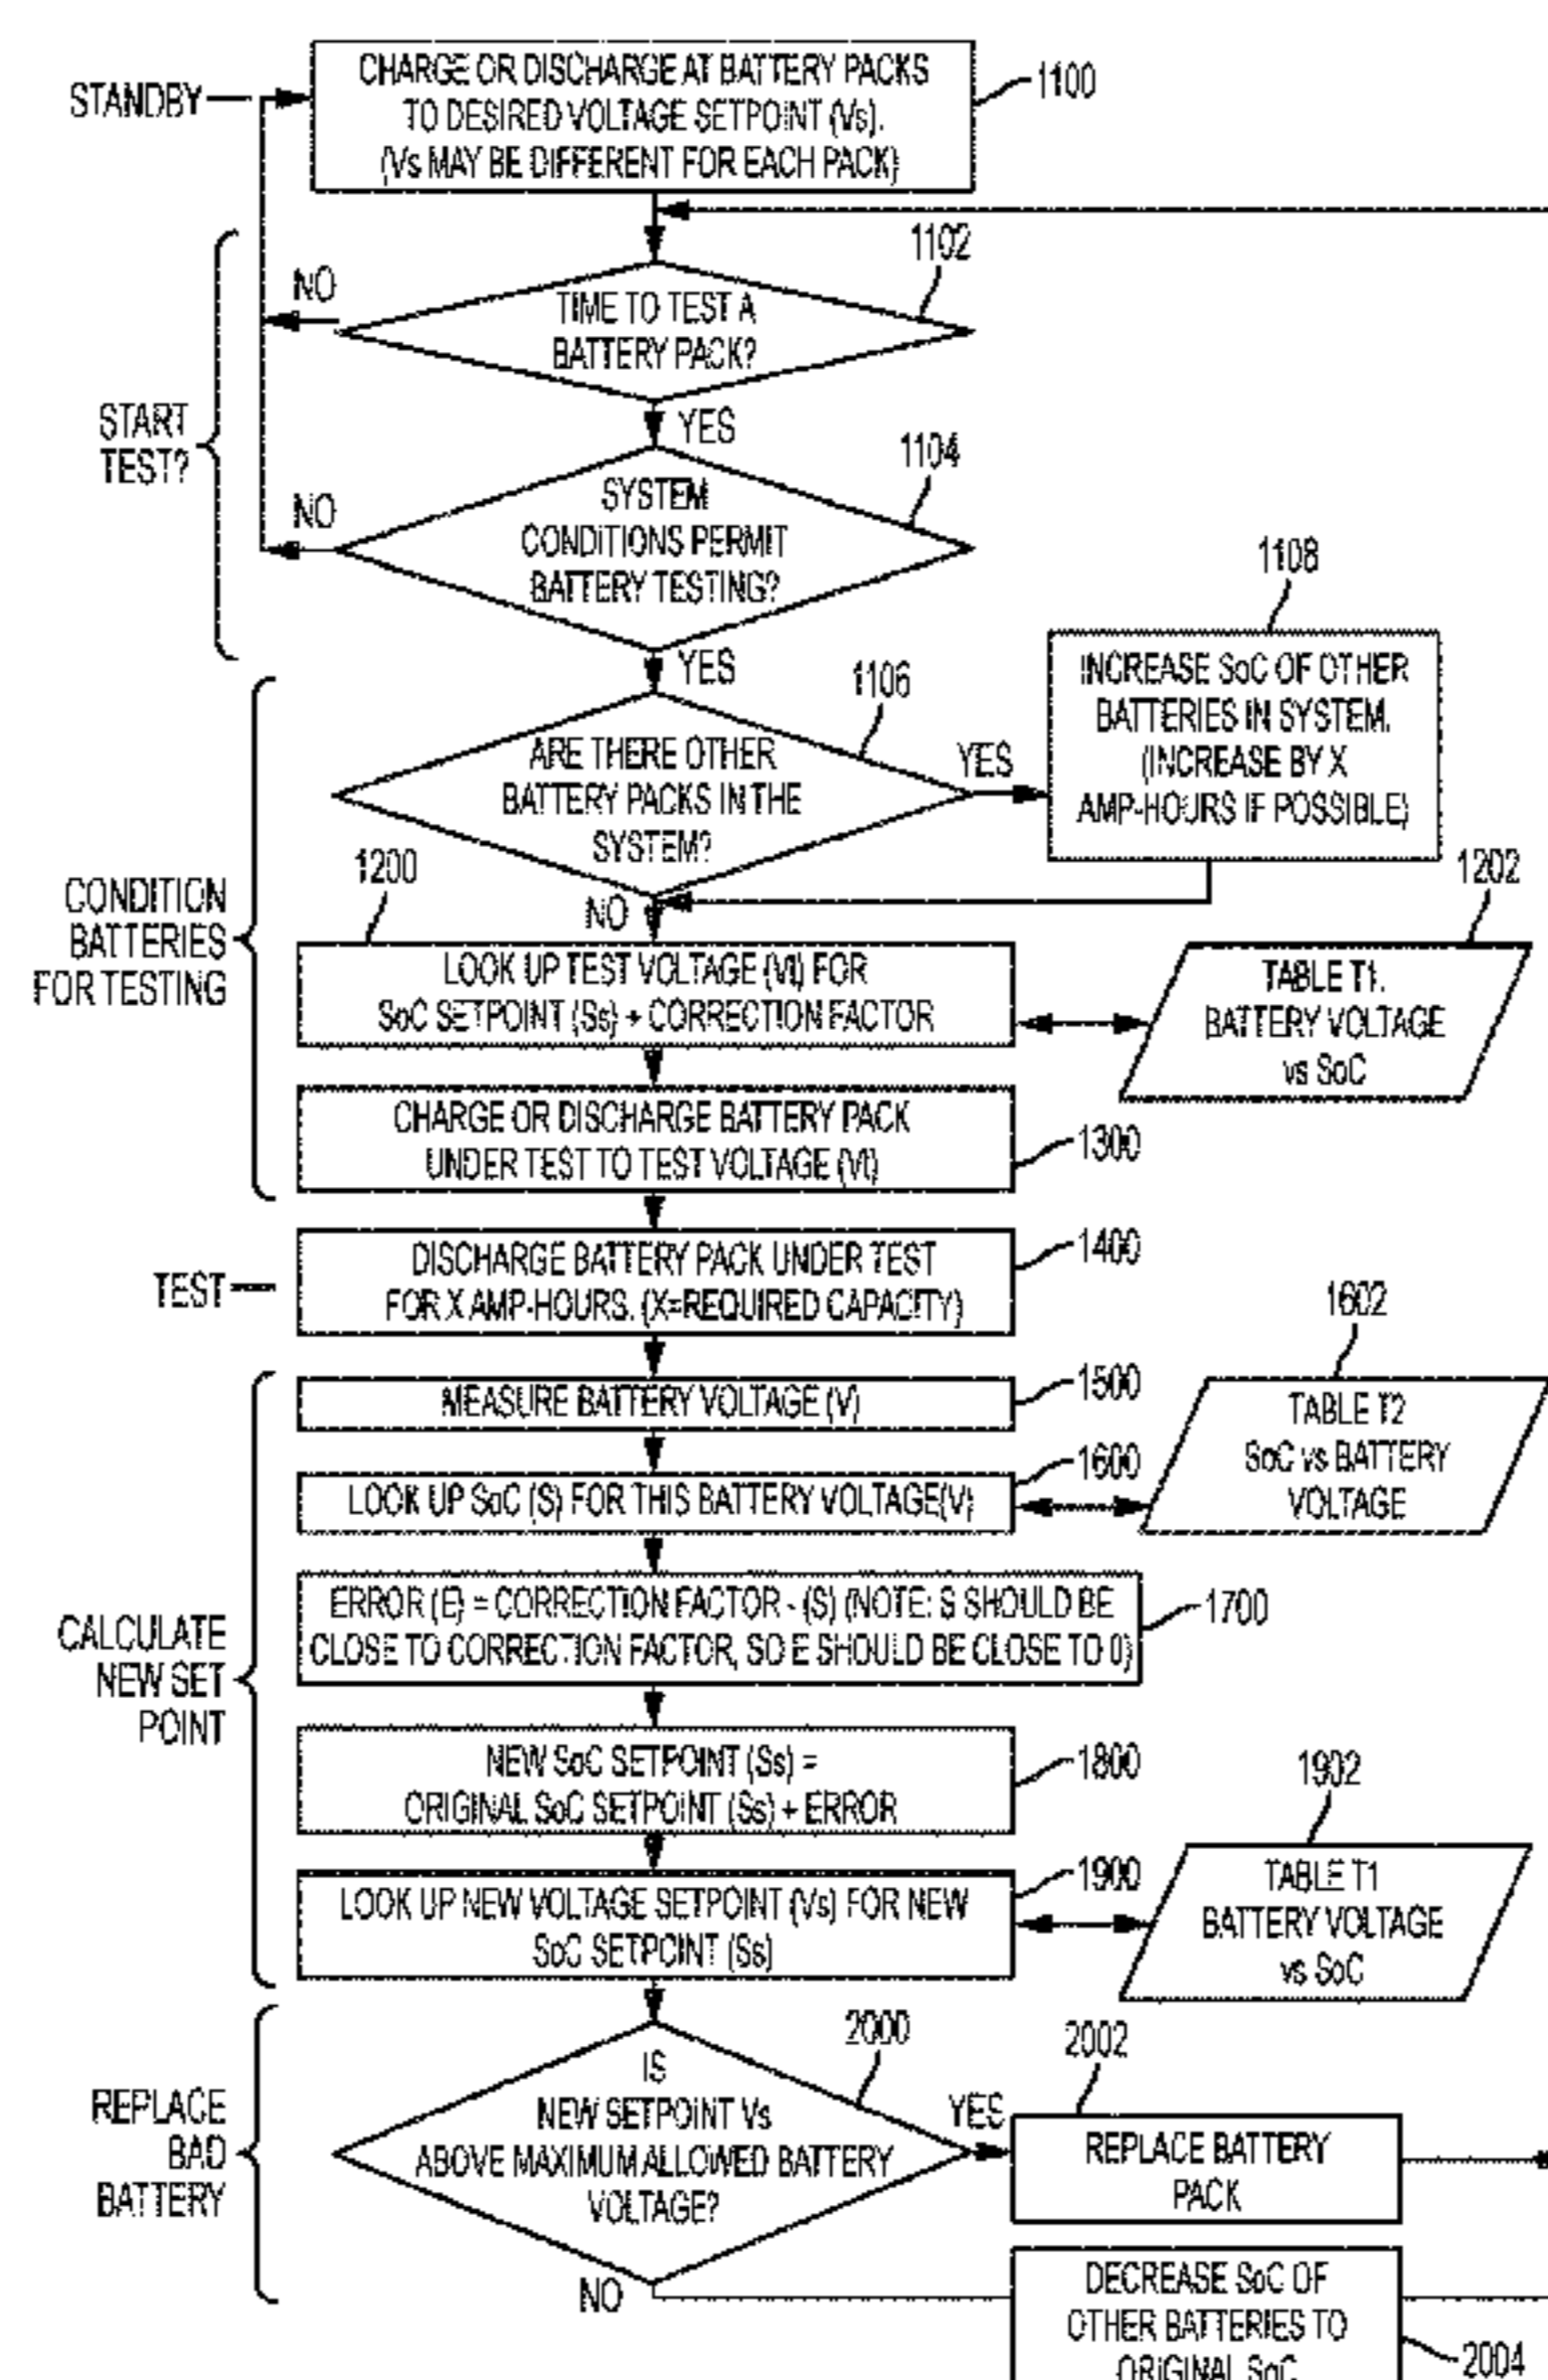 STANDBY
CHARGE OR DISCHARGE AT BATTERY PACKS
TO DESIRED VOLTAGE SETPOINT (Vs).
(Vs MAY BE DIFFERENT FOR EACH PACK)
1100
START
TEST?
1102
NO
TIME TO TEST A
BATTERY PACK?
YES
1104
NO
SYSTEM
CONDITIONS PERMIT
BATTERY TESTING?
YES
CONDITION
BATTERIES
FOR TESTING
1106
ARE THERE OTHER
BATTERY PACKS IN THE
SYSTEM?
YES
1108
INCREASE SoC OF OTHER
BATTERIES IN SYSTEM.
(INCREASE BY X
AMP-HOURS IF POSSIBLE)
NO
1200
LOOK UP TEST VOLTAGE (Vt) FOR
SoC SETPOINT (Ss) + CORRECTION FACTOR
1202
TABLE T1.
BATTERY VOLTAGE
vs SoC
CHARGE OR DISCHARGE BATTERY PACK
UNDER TEST TO TEST VOLTAGE (Vt)
1300
TEST
DISCHARGE BATTERY PACK UNDER TEST
FOR X AMP-HOURS. (X=REQUIRED CAPACITY)
1400
CALCULATE
NEW SET
POINT
MEASURE BATTERY VOLTAGE (V)
1500
LOOK UP SoC (S) FOR THIS BATTERY VOLTAGE(V)
1600
1602
TABLE T2
SoC vs BATTERY
VOLTAGE
ERROR (E) = CORRECTION FACTOR - (S) (NOTE: S SHOULD BE
CLOSE TO CORRECTION FACTOR, SO E SHOULD BE CLOSE TO 0)
1700
NEW SoC SETPOINT (Ss) =
ORIGINAL SoC SETPOINT (Ss) + ERROR
1800
LOOK UP NEW VOLTAGE SETPOINT (Vs) FOR NEW
SoC SETPOINT (Ss)
1900
1902
TABLE T1
BATTERY VOLTAGE
vs SoC
REPLACE
BAD
BATTERY
2000
IS
NEW SETPOINT Vs
ABOVE MAXIMUM ALLOWED BATTERY
VOLTAGE?
YES
2002
REPLACE BATTERY
PACK
NO
DECREASE SoC OF
OTHER BATTERIES TO
ORIGINAL SoC
2004